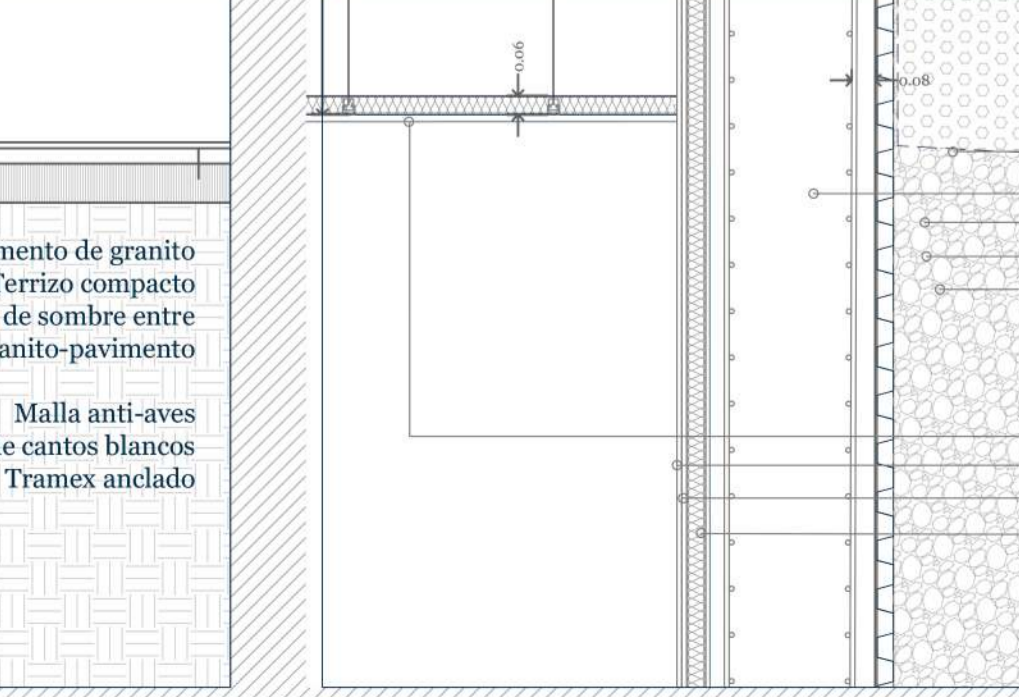 0.06
0.08
mento de granito
Terrizo compacto
de sombre entre
anito-pavimento
Malla anti-aves
e cantos blancos
Tramex anclado